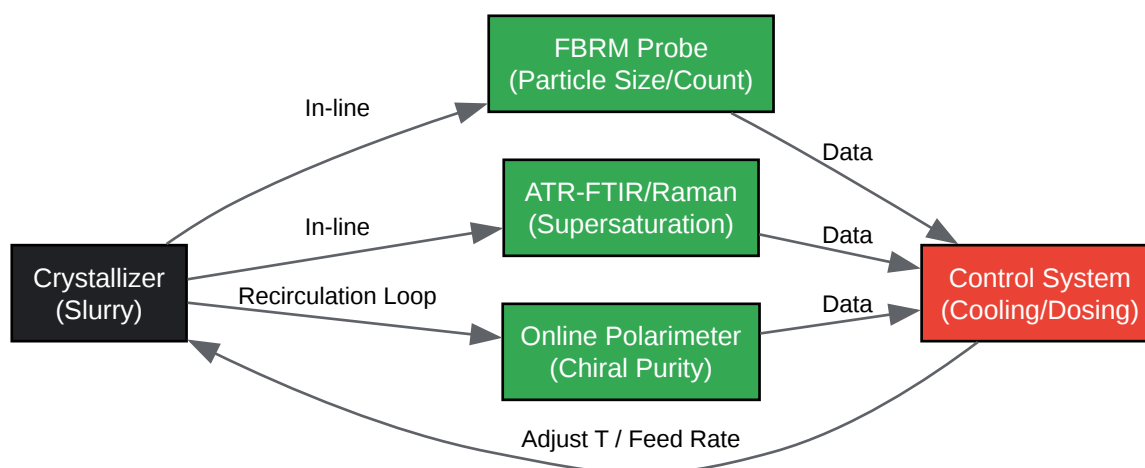 FBRM Probe
(Particle Size/Count)
In-line
Data
ATR-FTIR/Raman
(Supersaturation)
In-line
Data
Crystallizer
(Slurry)
Control System
(Cooling/Dosing)
Recirculation Loop
Data
Online Polarimeter
(Chiral Purity)
Adjust T / Feed Rate